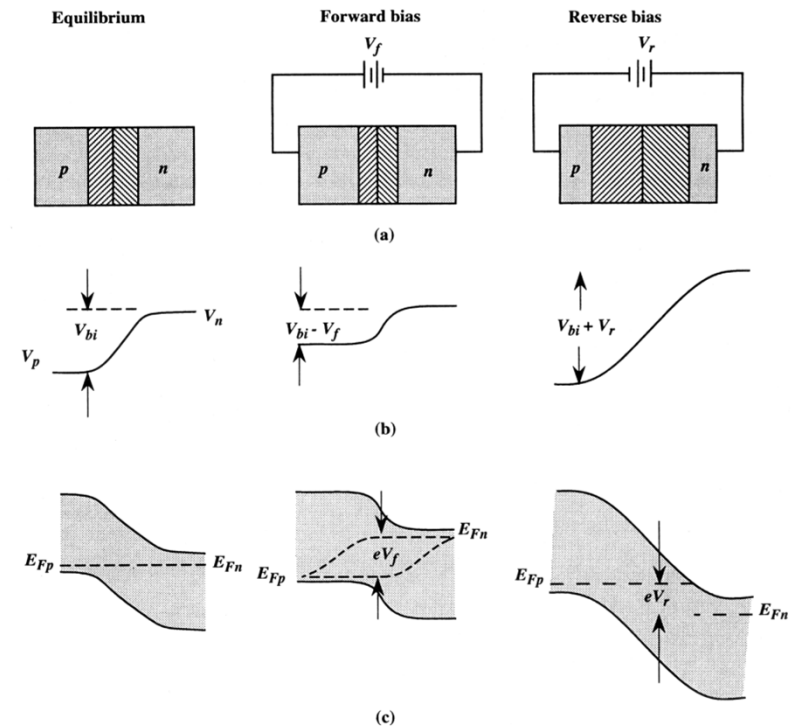 Equilibrium Forward bias Reverse bias
V_f V_r
p n p n p n
(a)
V_bi V_n V_bi - V_f V_bi + V_r
V_p
(b)
E_Fp E_Fn E_Fp eV_f E_Fn E_Fp eV_r E_Fn
(c)